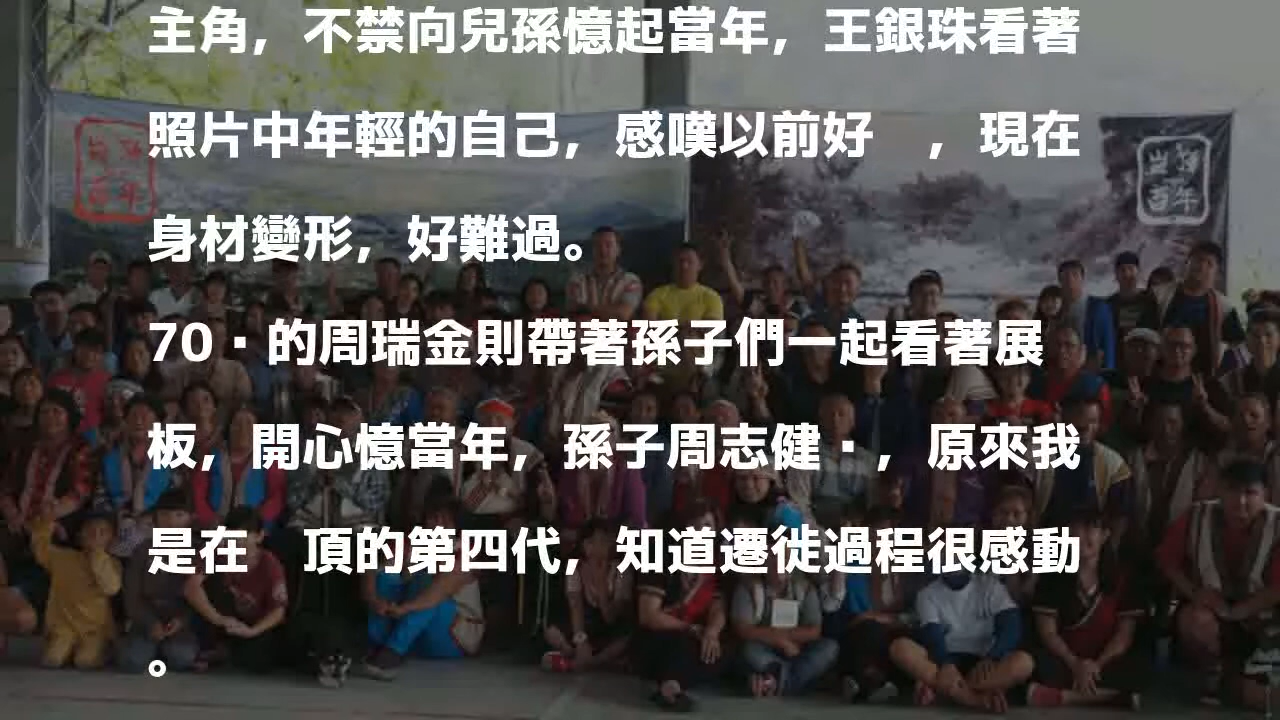 主角，不禁向兒孫憶起當年，王銀珠看著
照片中年輕的自己，感嘆以前好　，現在
身材變形，好難過。
70·的周瑞金則帶著孫子們一起看著展
板，開心憶當年，孫子周志健·，原來我
是在　頂的第四代，知道遷徙過程很感動
。